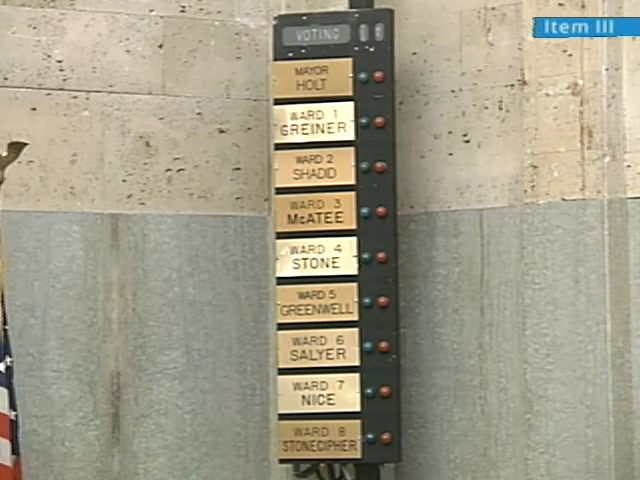 Item III
VOTING
MAYOR
HOLT
WARD 1
GREINER
WARD 2
SHADID
WARD 3
McATEE
WARD 4
STONE
WARD 5
GREENWELL
WARD 6
SALYER
WARD 7
NICE
WARD 8
STONECIPHER